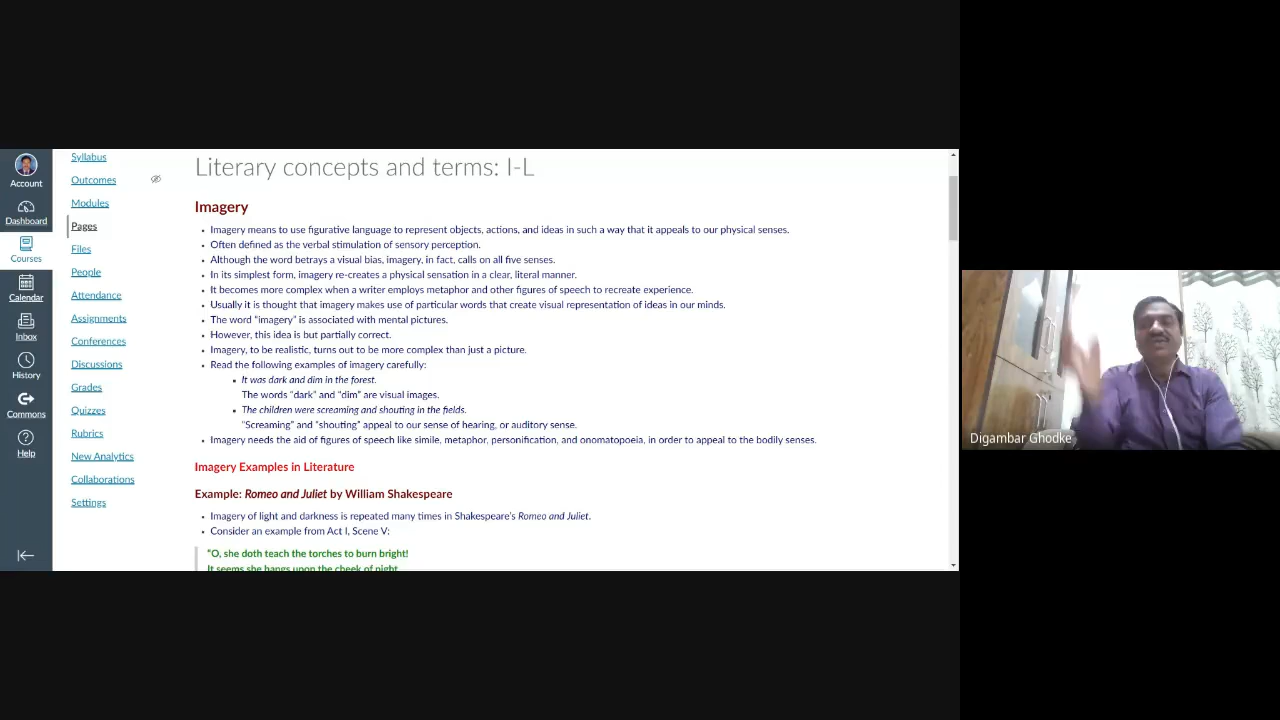 Account
Dashboard
Courses
Calendar
Inbox
History
Commons
Help
Syllabus
Outcomes
Modules
Pages
Files
People
Attendance
Assignments
Conferences
Discussions
Grades
Quizzes
Rubrics
New Analytics
Collaborations
Settings
Literary concepts and terms: I-L
Imagery
Imagery means to use figurative language to represent objects, actions, and ideas in such a way that it appeals to our physical senses.
Often defined as the verbal stimulation of sensory perception.
Although the word betrays a visual bias, imagery, in fact, calls on all five senses.
In its simplest form, imagery re-creates a physical sensation in a clear, literal manner.
It becomes more complex when a writer employs metaphor and other figures of speech to recreate experience.
Usually it is thought that imagery makes use of particular words that create visual representation of ideas in our minds.
The word “imagery” is associated with mental pictures.
However, this idea is but partially correct.
Imagery, to be realistic, turns out to be more complex than just a picture.
Read the following examples of imagery carefully:
It was dark and dim in the forest.
The words “dark” and “dim” are visual images.
The children were screaming and shouting in the fields.
“Screaming” and “shouting” appeal to our sense of hearing, or auditory sense.
Imagery needs the aid of figures of speech like simile, metaphor, personification, and onomatopoeia, in order to appeal to the bodily senses.
Imagery Examples in Literature
Example: Romeo and Juliet by William Shakespeare
Imagery of light and darkness is repeated many times in Shakespeare’s Romeo and Juliet.
Consider an example from Act I, Scene V:
“O, she doth teach the torches to burn bright!
It seems she hangs upon the cheek of night
Digambar Ghodke